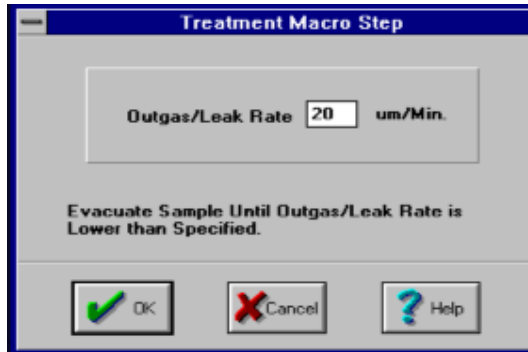 Treatment Macro Step
Outgas/Leak Rate 20 um/Min.
Evacuate Sample Until Outgas/Leak Rate is
Lower than Specified.
OK Cancel Help